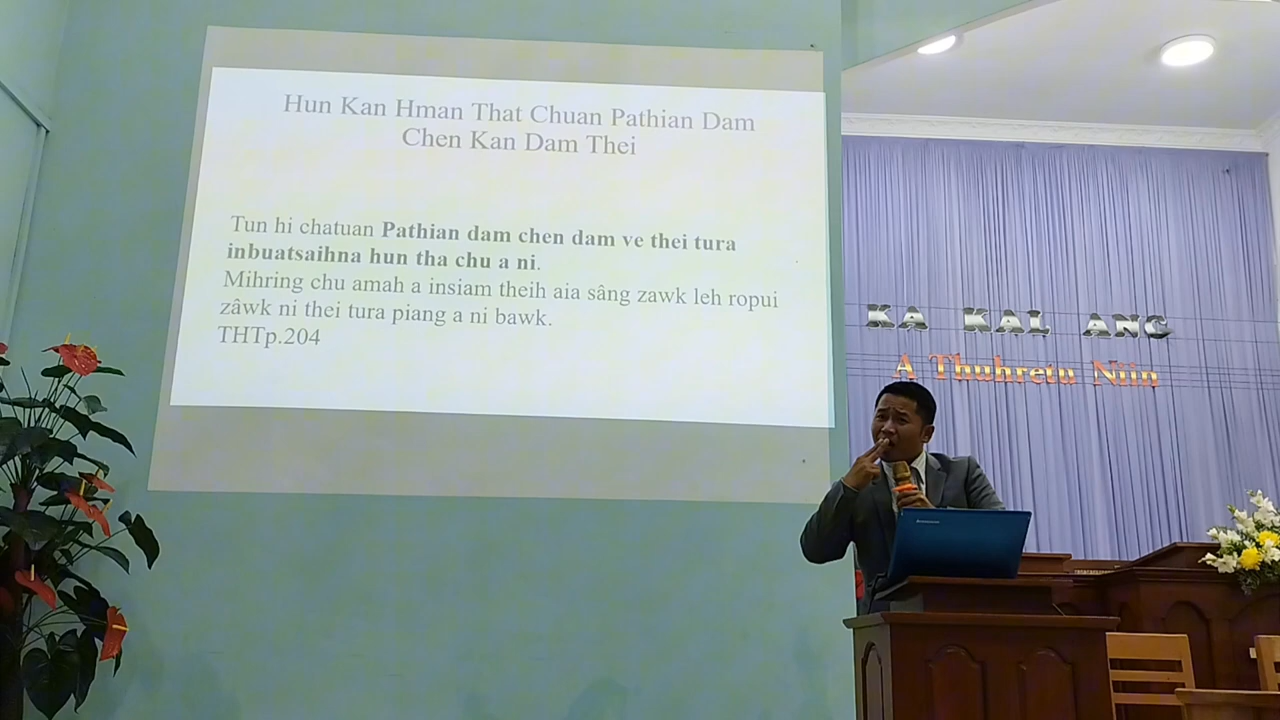 Hun Kan Hman That Chuan Pathian Dam
Chen Kan Dam Thei
Tun hi chatuan Pathian dam chen dam ve thei tura
inbuatsaihna hun tha chu a ni.
Mihring chu amah a insiam theih aia sâng zawk leh ropui
zâwk ni thei tura piang a ni bawk.
THTp.204
KA KAL ANG
A Thuhretu Niin